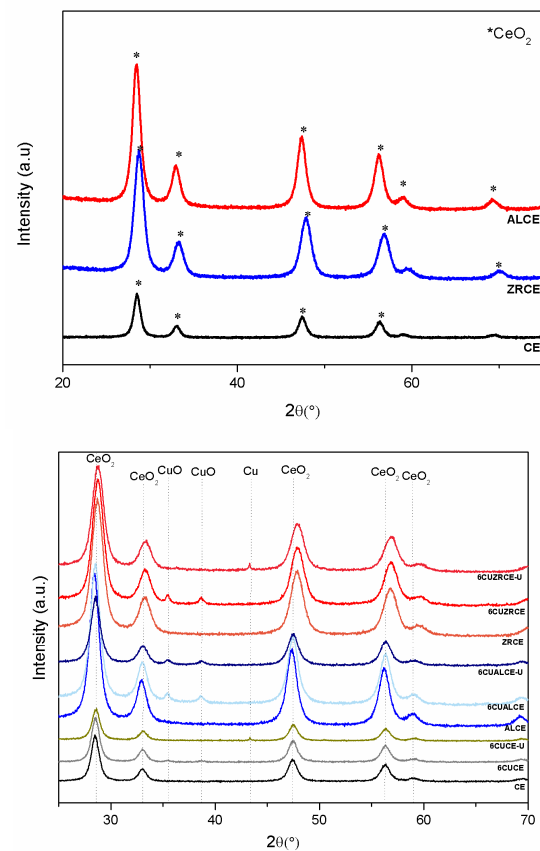 *CeO2
Intensity (a.u)
* * * * * *
ALCE
* * * * *
ZRCE
* * * *
CE
20 40 60
2θ(°)
CeO2 CeO2 CuO CuO Cu CeO2 CeO2 CeO2
Intensity (a.u.)
6CUZRCE-U
6CUZRCE
ZRCE
6CUALCE-U
6CUALCE
ALCE
6CUCE-U
6CUCE
CE
30 40 50 60 70
2θ(°)